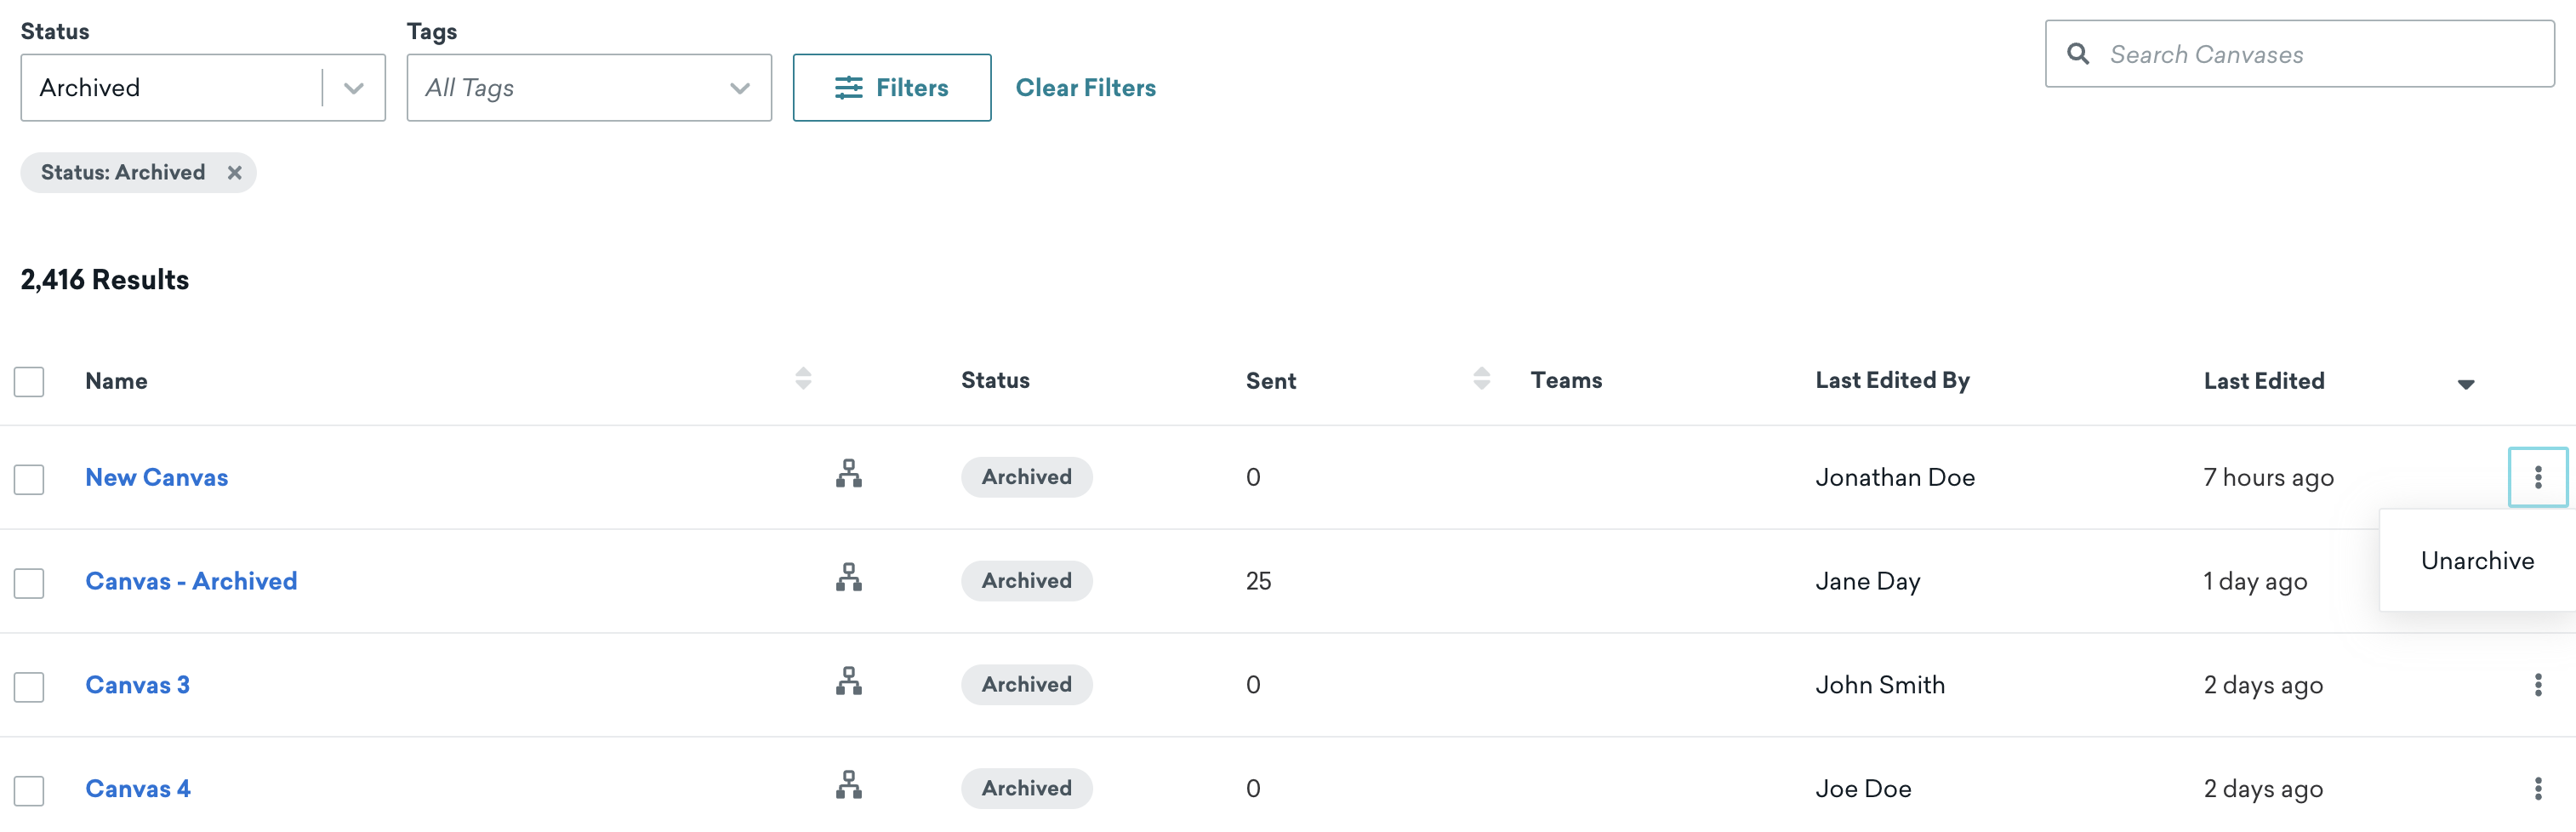 Status Tags
Archived All Tags Filters Clear Filters Search Canvases
Status: Archived
2,416 Results
Name Status Sent Teams Last Edited By Last Edited
New Canvas Archived 0 Jonathan Doe 7 hours ago
Unarchive
Canvas - Archived Archived 25 Jane Day 1 day ago
Canvas 3 Archived 0 John Smith 2 days ago
Canvas 4 Archived 0 Joe Doe 2 days ago